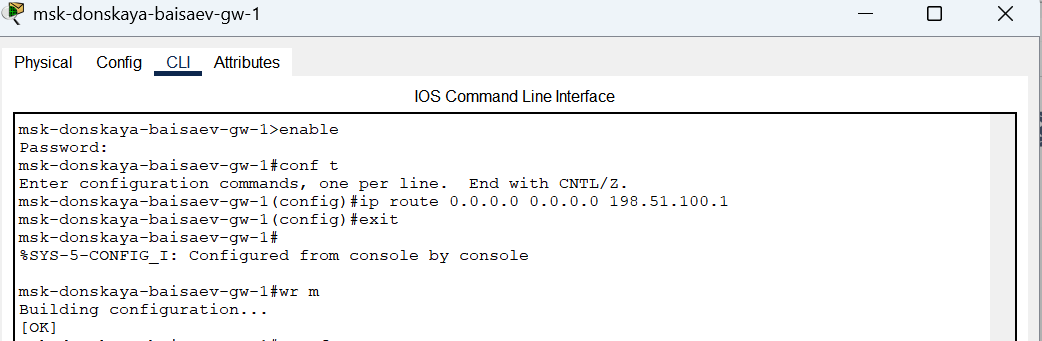 msk-donskaya-baisaev-gw-1
Physical Config CLI Attributes
IOS Command Line Interface
msk-donskaya-baisaev-gw-1>enable
Password:
msk-donskaya-baisaev-gw-1#conf t
Enter configuration commands, one per line.  End with CNTL/Z.
msk-donskaya-baisaev-gw-1(config)#ip route 0.0.0.0 0.0.0.0 198.51.100.1
msk-donskaya-baisaev-gw-1(config)#exit
msk-donskaya-baisaev-gw-1#
%SYS-5-CONFIG_I: Configured from console by console
msk-donskaya-baisaev-gw-1#wr m
Building configuration...
[OK]